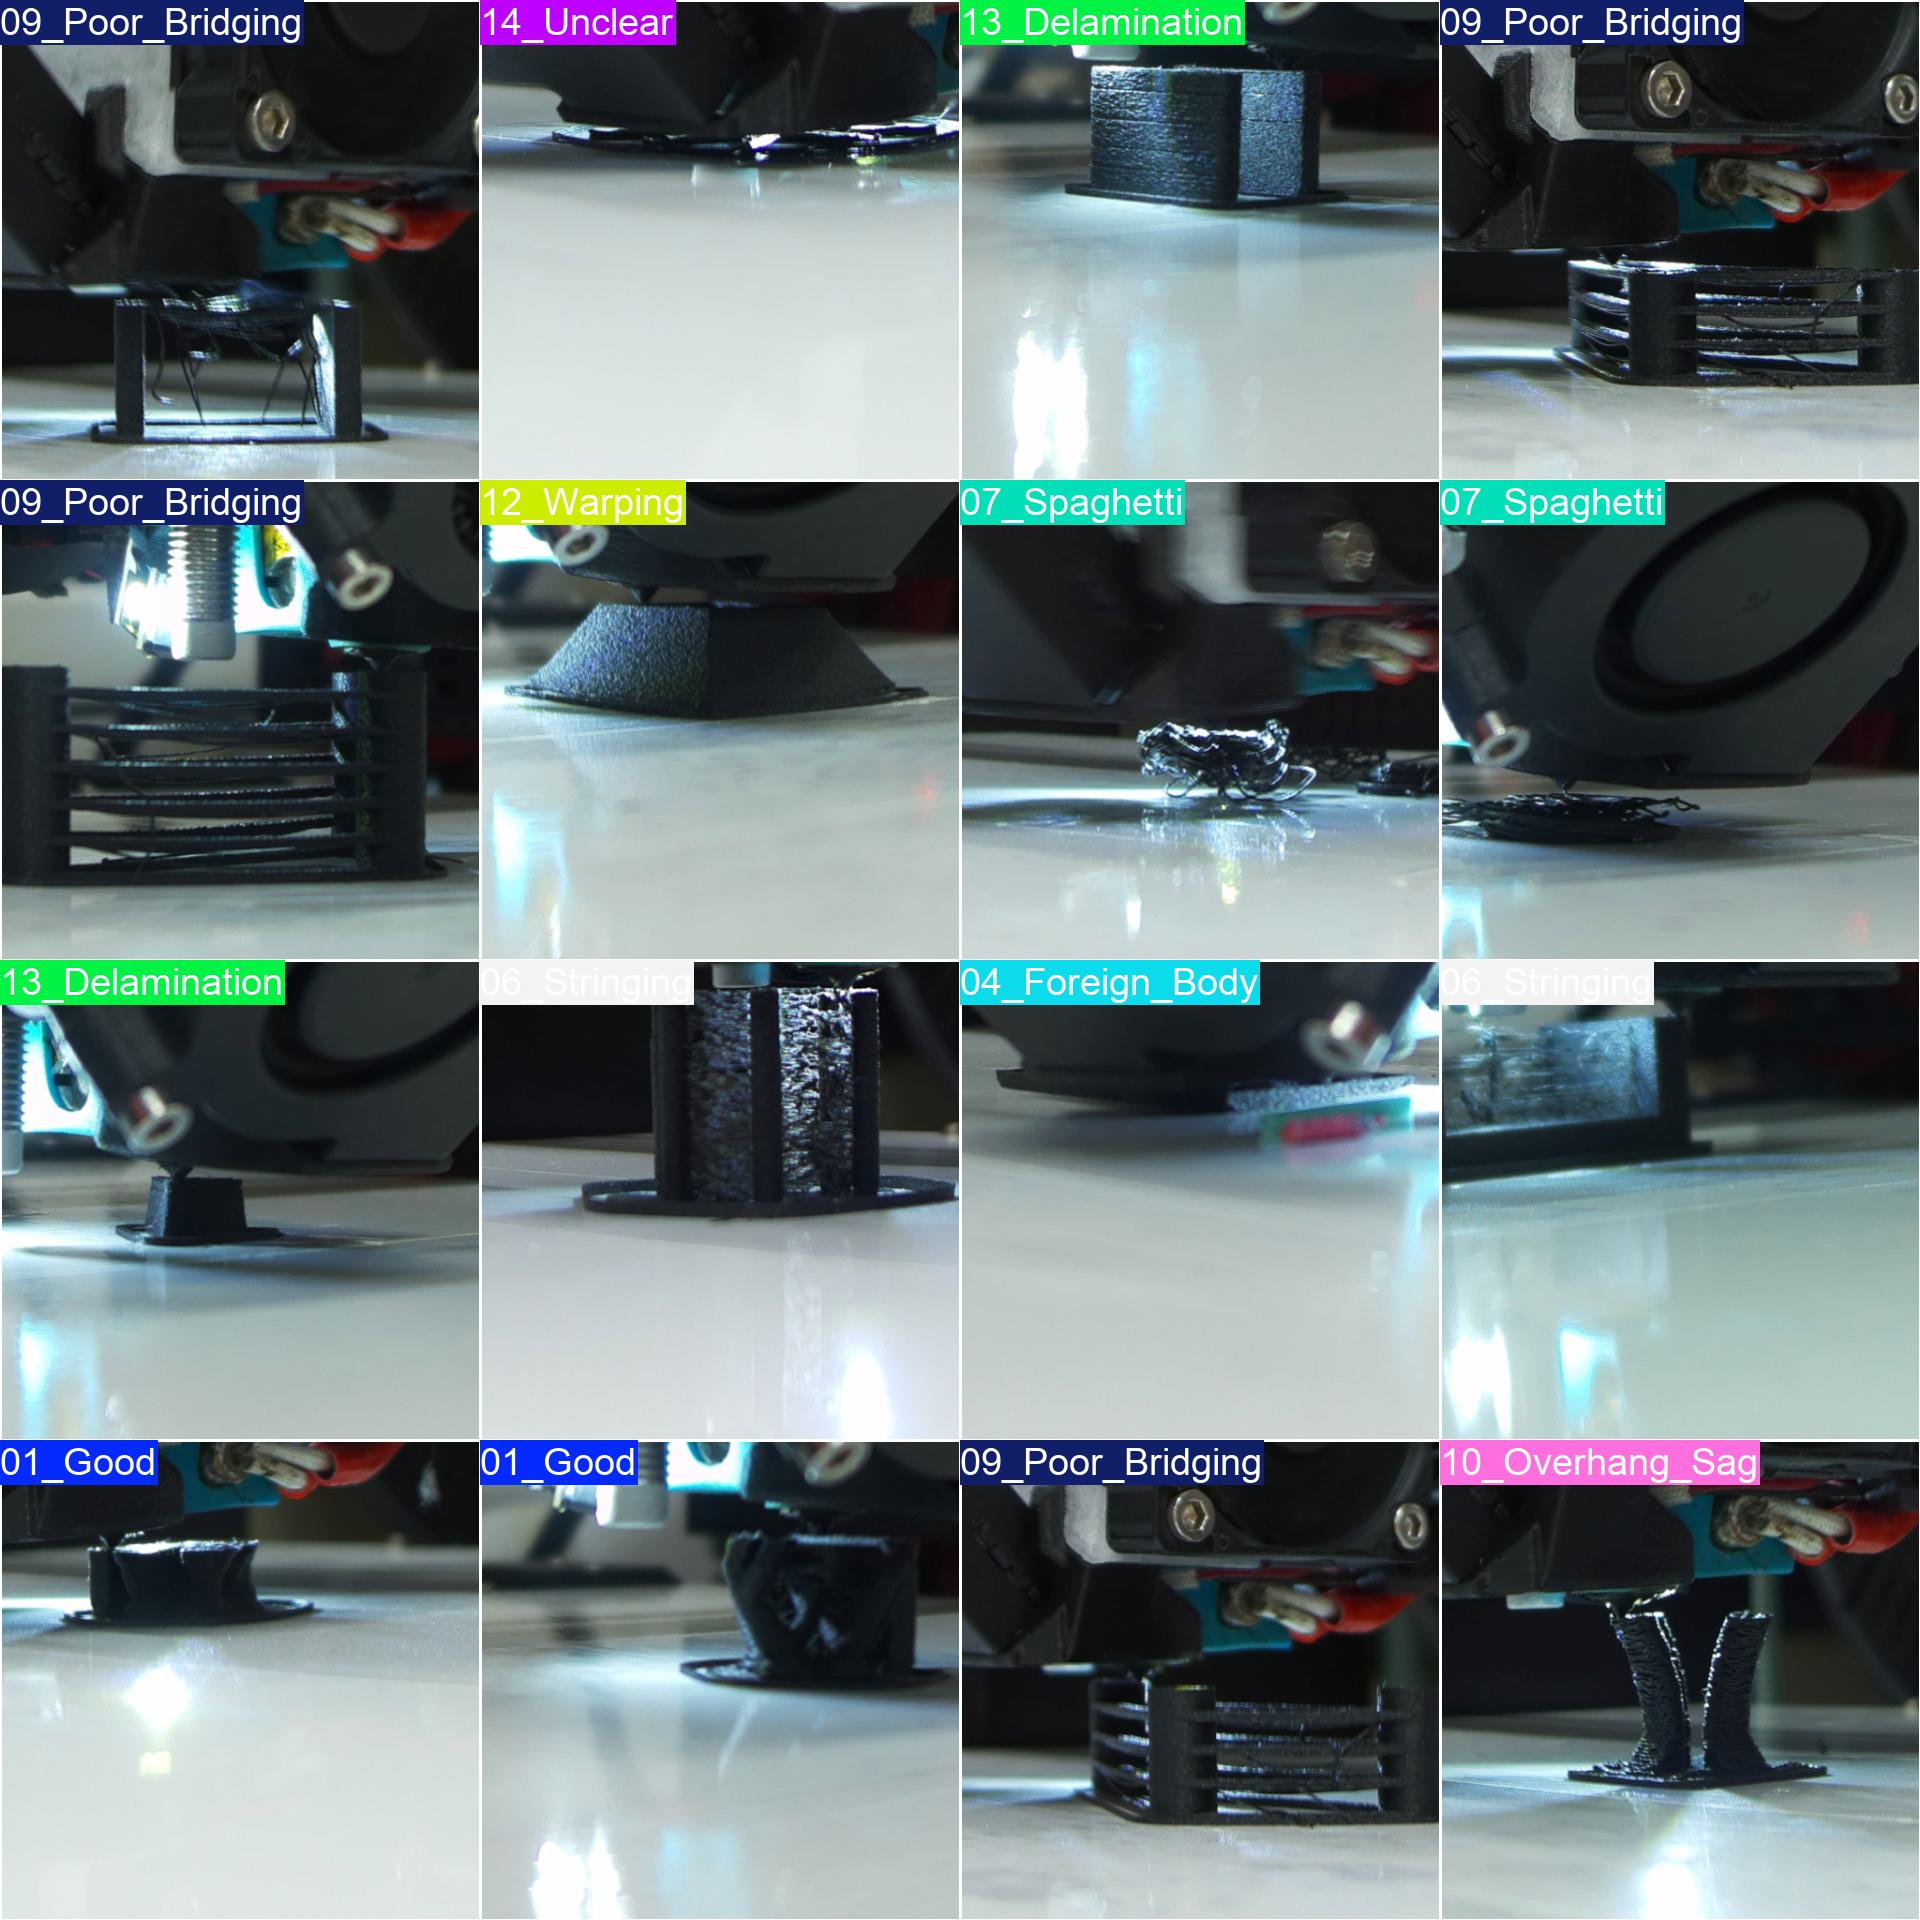 09_Poor_Bridging
14_Unclear
13_Delamination
09_Poor_Bridging
09_Poor_Bridging
12_Warping
07_Spaghetti
07_Spaghetti
13_Delamination
06_Stringing
04_Foreign_Body
06_Stringing
01_Good
01_Good
09_Poor_Bridging
10_Overhang_Sag